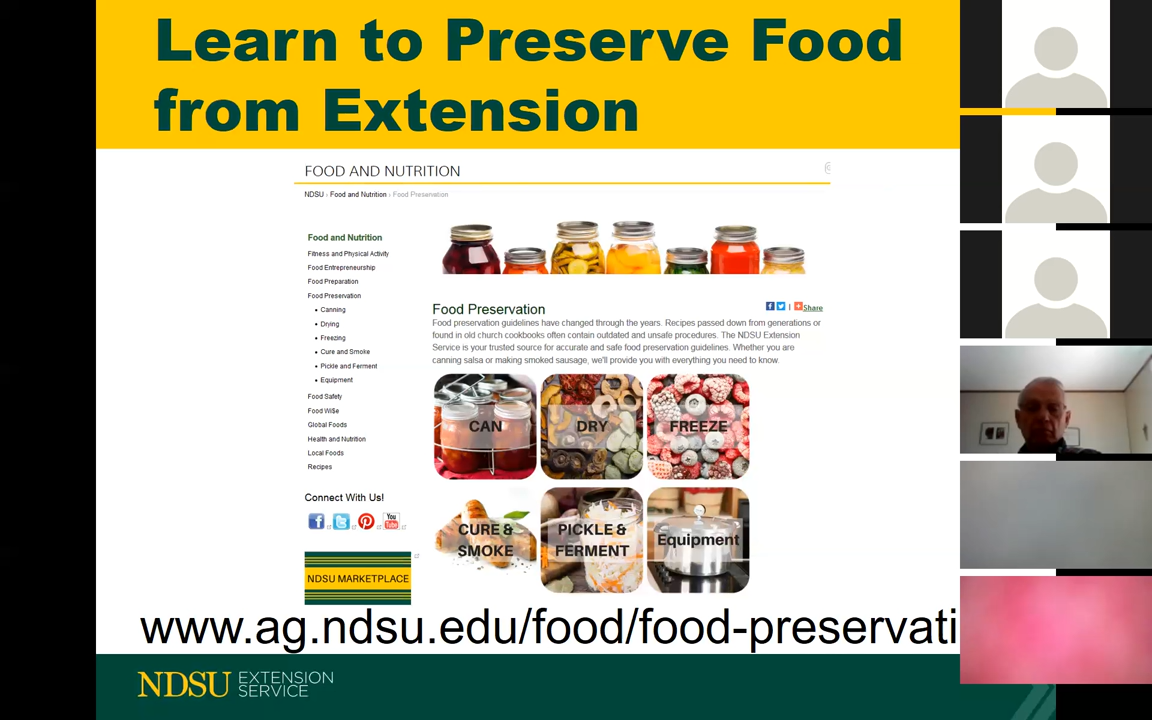 Learn to Preserve Food
from Extension
FOOD AND NUTRITION
NDSU › Food and Nutrition › Food Preservation
Food and Nutrition
Fitness and Physical Activity
Food Entrepreneurship
Food Preparation
Food Preservation
Canning
Drying
Freezing
Cure and Smoke
Pickle and Ferment
Equipment
Food Safety
Food Wi$e
Global Foods
Health and Nutrition
Local Foods
Recipes
Connect With Us!
You
Tube
NDSU MARKETPLACE
Food Preservation
Share
Food preservation guidelines have changed through the years. Recipes passed down from generations or
found in old church cookbooks often contain outdated and unsafe procedures. The NDSU Extension
Service is your trusted source for accurate and safe food preservation guidelines. Whether you are
canning salsa or making smoked sausage, we'll provide you with everything you need to know.
CAN
DRY
FREEZE
CURE &
SMOKE
PICKLE &
FERMENT
Equipment
www.ag.ndsu.edu/food/food-preservati
NDSU EXTENSION
SERVICE